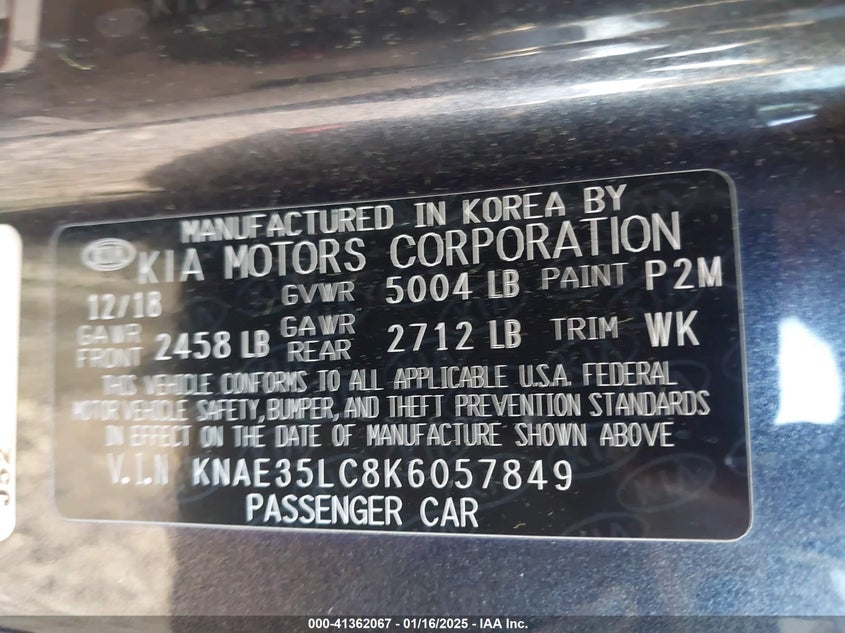 MANUFACTURED IN KOREA BY
KIA KIA MOTORS CORPORATION
12/18 GVWR 5004 LB PAINT P2M
GAWR FRONT 2458 LB GAWR REAR 2712 LB TRIM WK
THIS VEHICLE CONFORMS TO ALL APPLICABLE U.S.A. FEDERAL
MOTOR VEHICLE SAFETY, BUMPER, AND THEFT PREVENTION STANDARDS
IN EFFECT ON THE DATE OF MANUFACTURE SHOWN ABOVE
V.I.N KNAE35LC8K6057849
PASSENGER CAR
000-41362067 - 01/16/2025 - IAA Inc.